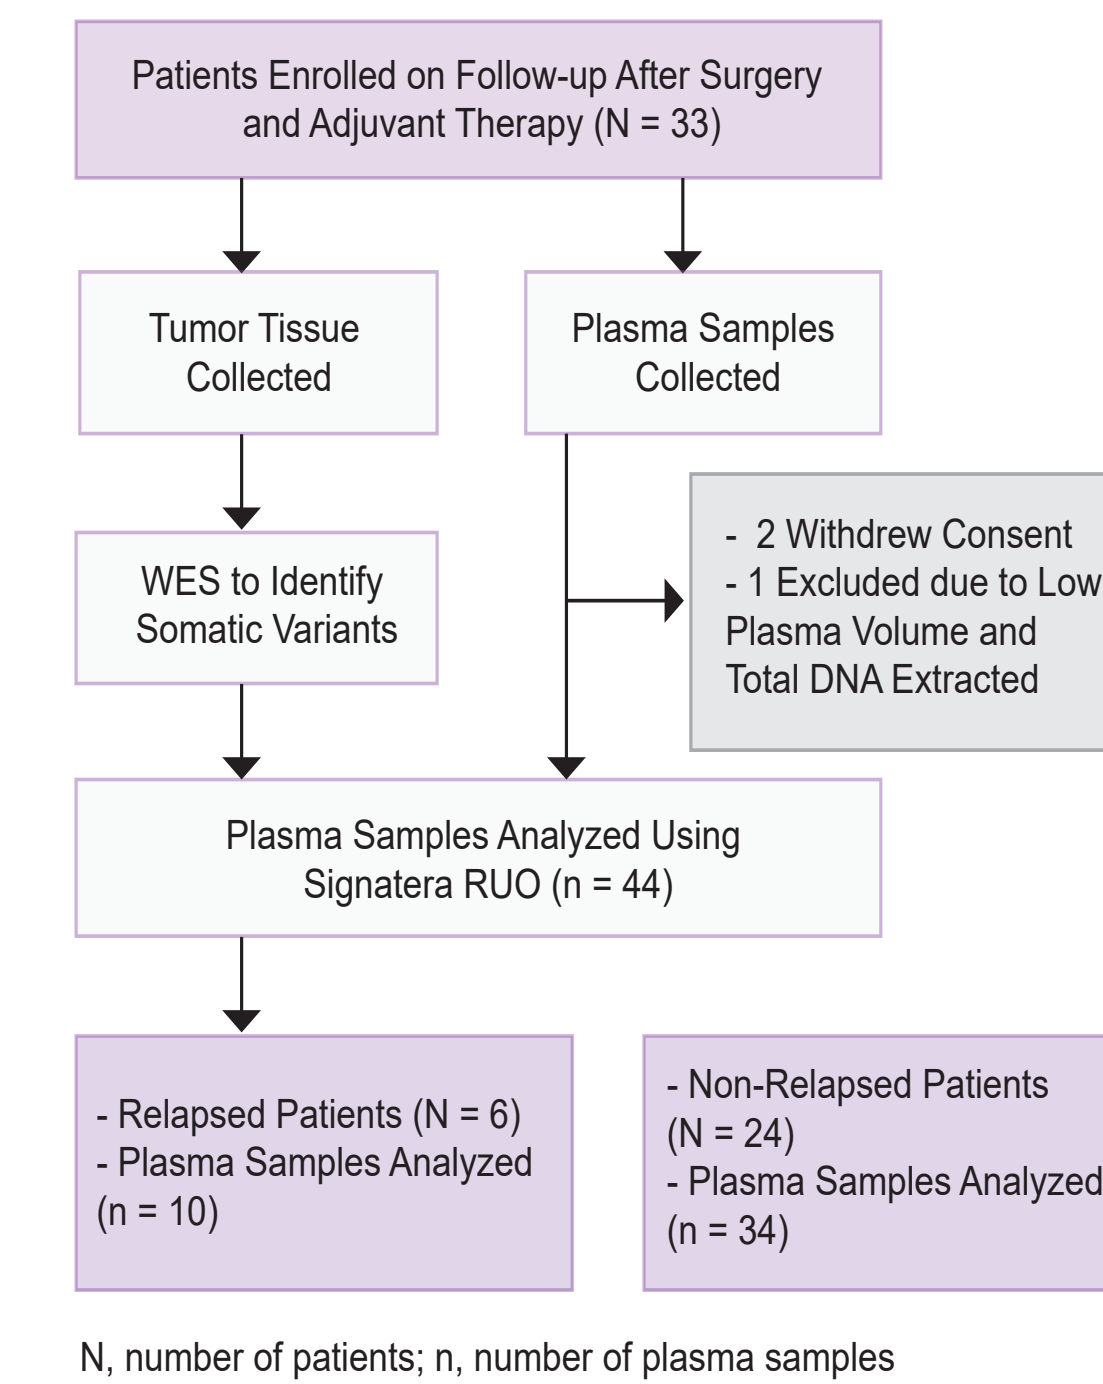 Patients Enrolled on Follow-up After Surgery
and Adjuvant Therapy (N = 33)
Tumor Tissue
Collected
Plasma Samples
Collected
- 2 Withdrew Consent
- 1 Excluded due to Low
Plasma Volume and
Total DNA Extracted
WES to Identify
Somatic Variants
Plasma Samples Analyzed Using
Signatera RUO (n = 44)
- Relapsed Patients (N = 6)
- Plasma Samples Analyzed
(n = 10)
- Non-Relapsed Patients
(N = 24)
- Plasma Samples Analyzed
(n = 34)
N, number of patients; n, number of plasma samples